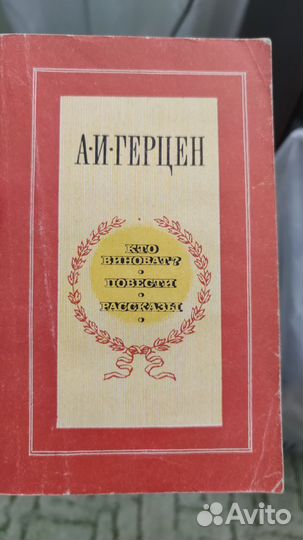 А·И·ГЕРЦЕН
КТО
ВИНОВАТ?
ПОВЕСТИ
РАССКАЗЫ
Avito